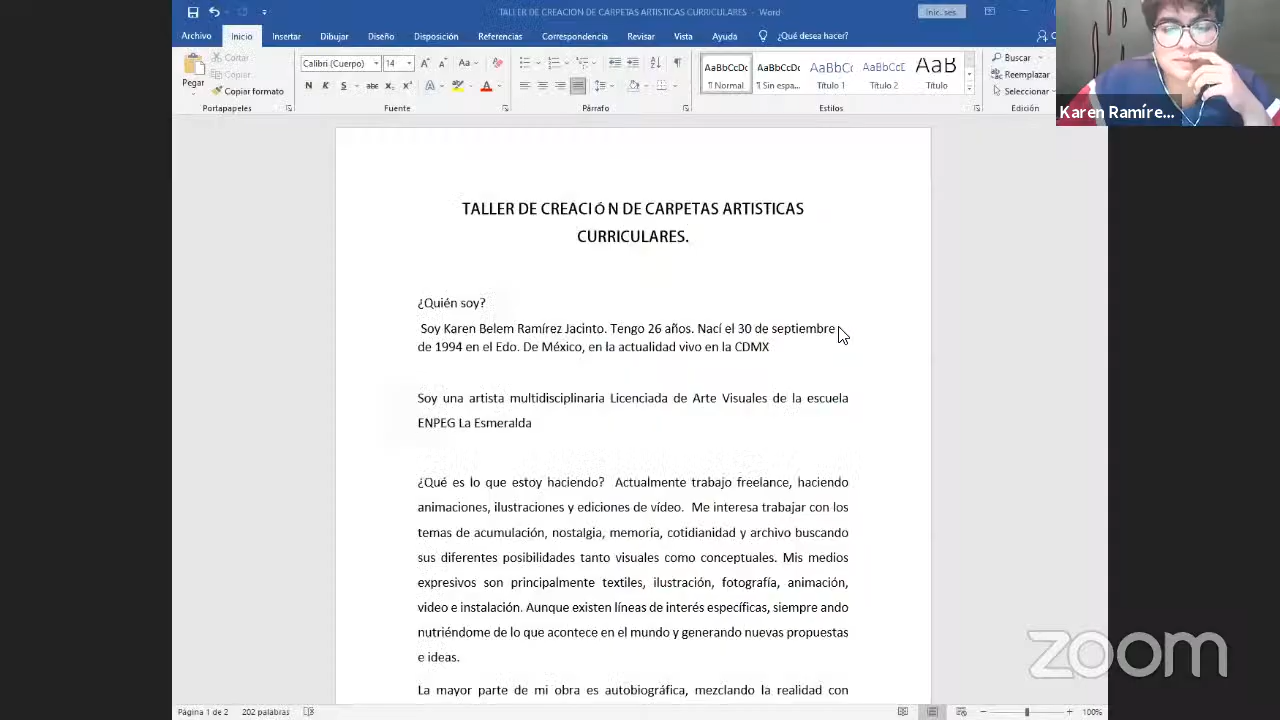 TALLER DE CREACION DE CARPETAS ARTISTICAS CURRICULARES - Word
Inic. ses.
Archivo Inicio Insertar Dibujar Diseño Disposición Referencias Correspondencia Revisar Vista Ayuda ¿Qué desea hacer?
Pegar
Cortar
Copiar
Copiar formato
Portapapeles
Calibri (Cuerpo) 14
Fuente
Párrafo
AaBbCcDc AaBbCcDc AaBbCc AaBbCcE AaB
¶ Normal ¶ Sin espa... Título 1 Título 2 Título
Estilos
Buscar
Reemplazar
Seleccionar
Edición
Karen Ramíre...
TALLER DE CREACIÓN DE CARPETAS ARTISTICAS
CURRICULARES.
¿Quién soy?
Soy Karen Belem Ramírez Jacinto. Tengo 26 años. Nací el 30 de septiembre
de 1994 en el Edo. De México, en la actualidad vivo en la CDMX
Soy una artista multidisciplinaria Licenciada de Arte Visuales de la escuela
ENPEG La Esmeralda
¿Qué es lo que estoy haciendo? Actualmente trabajo freelance, haciendo
animaciones, ilustraciones y ediciones de vídeo. Me interesa trabajar con los
temas de acumulación, nostalgia, memoria, cotidianidad y archivo buscando
sus diferentes posibilidades tanto visuales como conceptuales. Mis medios
expresivos son principalmente textiles, ilustración, fotografía, animación,
video e instalación. Aunque existen líneas de interés específicas, siempre ando
nutriéndome de lo que acontece en el mundo y generando nuevas propuestas
e ideas.
La mayor parte de mi obra es autobiográfica, mezclando la realidad con
zoom
Página 1 de 2 202 palabras
100%